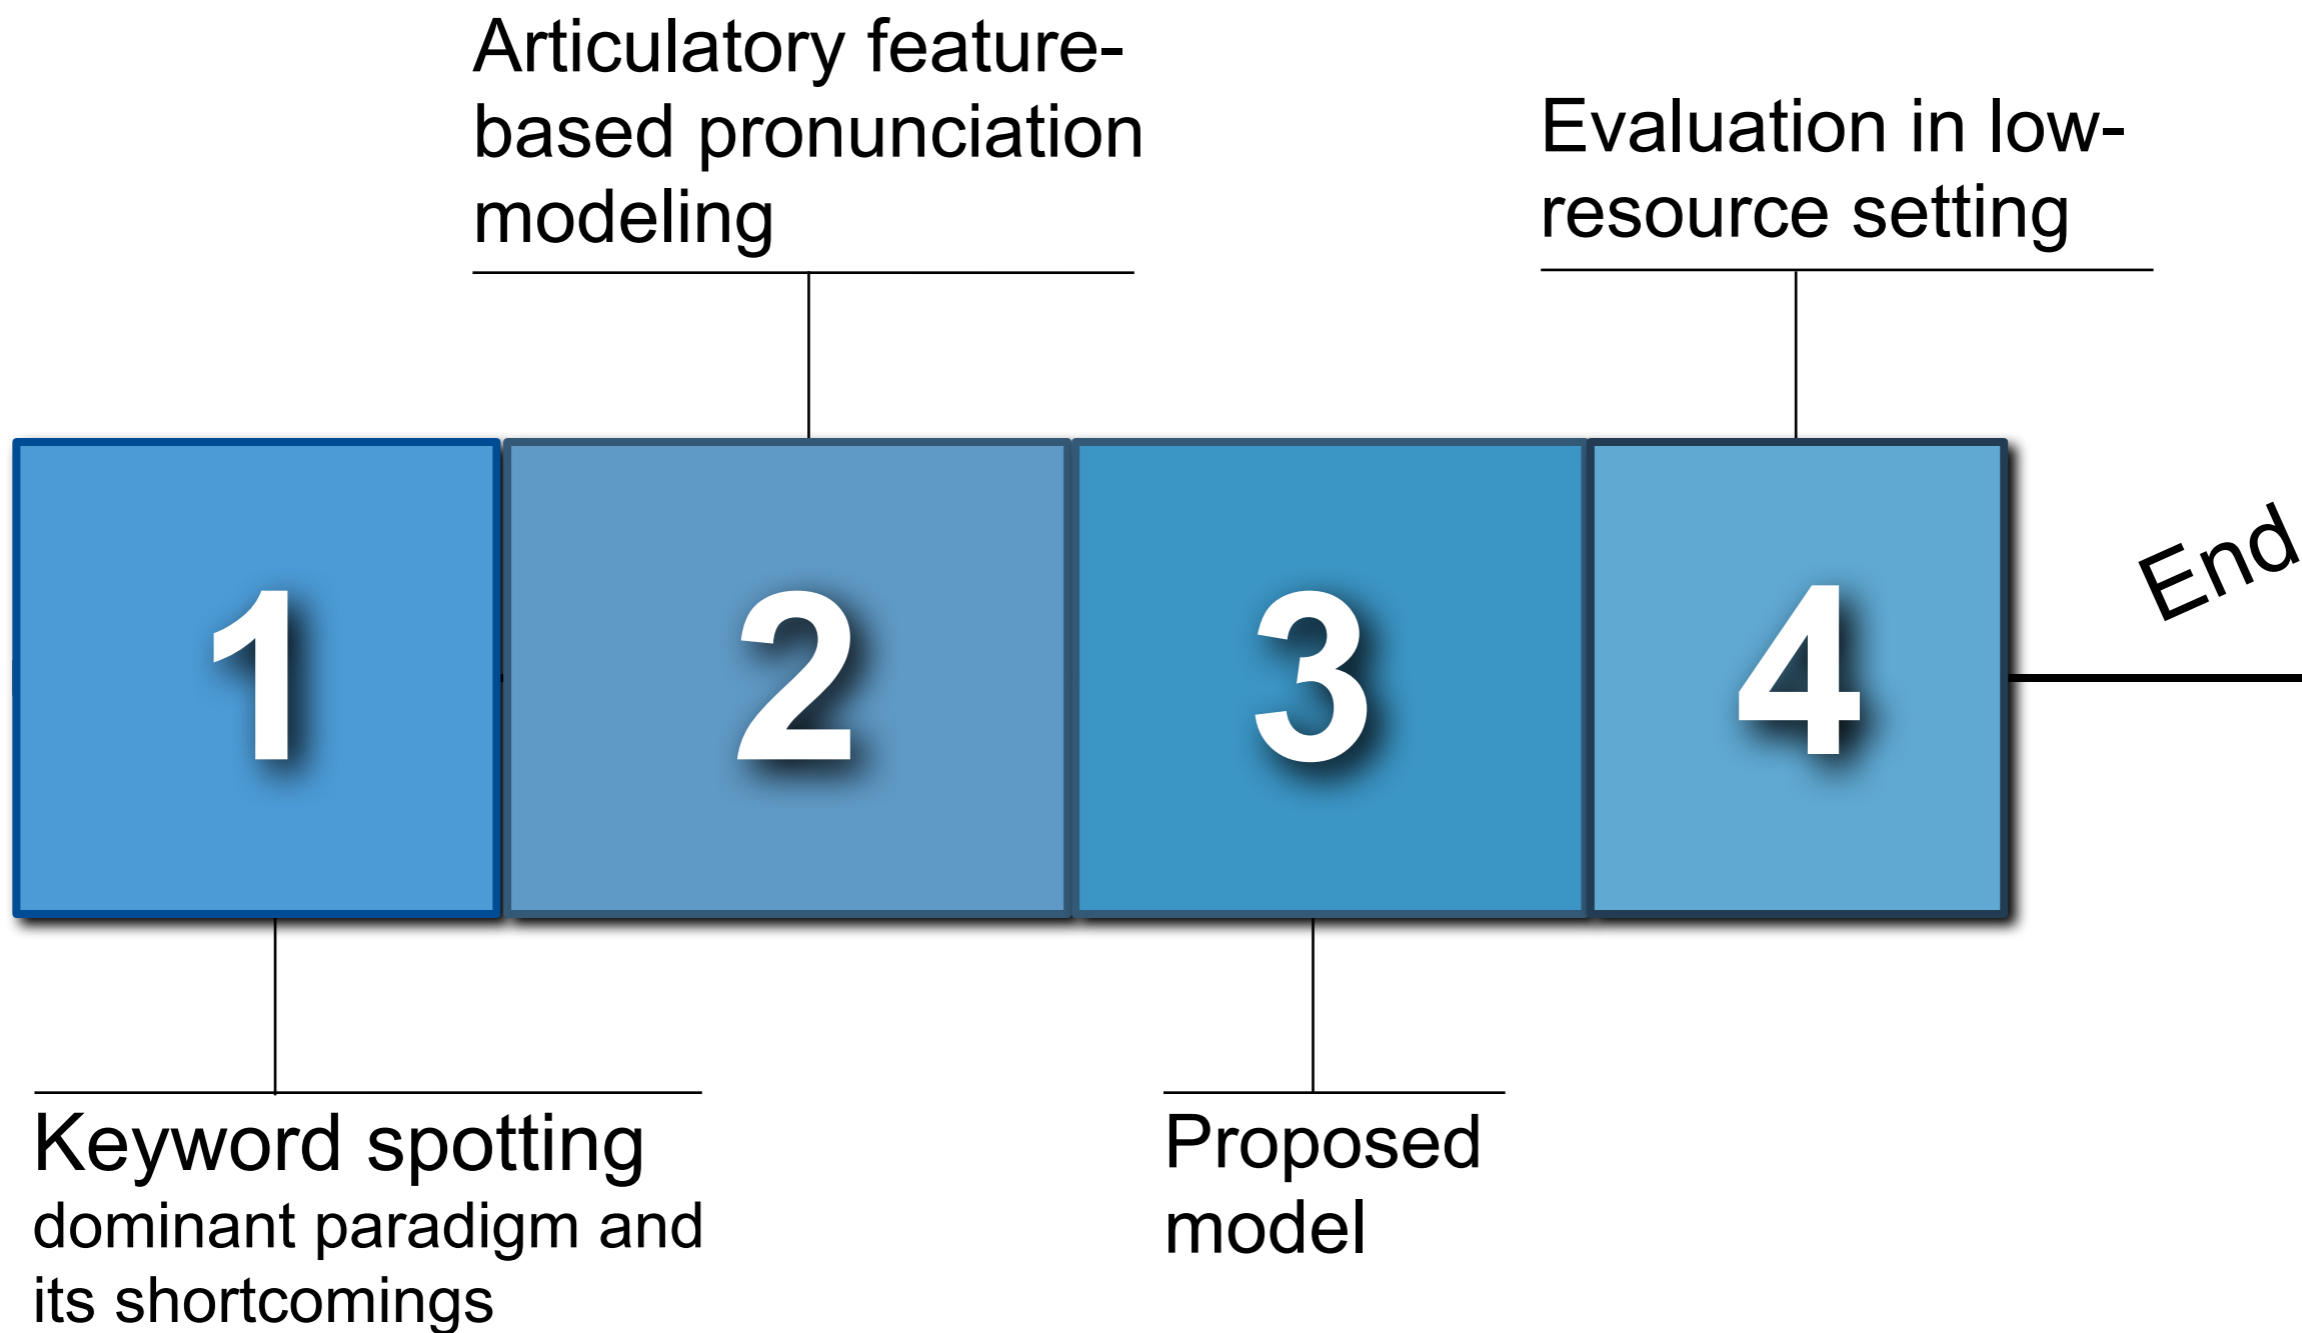 Articulatory feature-
based pronunciation
modeling
Evaluation in low-
resource setting
1
2
3
4
End
Keyword spotting
dominant paradigm and
its shortcomings
Proposed
model